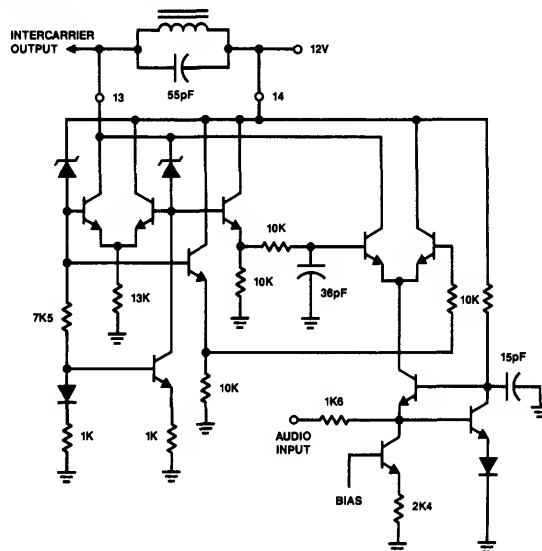 INTERCARRIER
OUTPUT
12V
55pF
13
14
10K
10K
36pF
13K
10K
7K5
15pF
10K
1K6
1K
1K
AUDIO
INPUT
BIAS
2K4